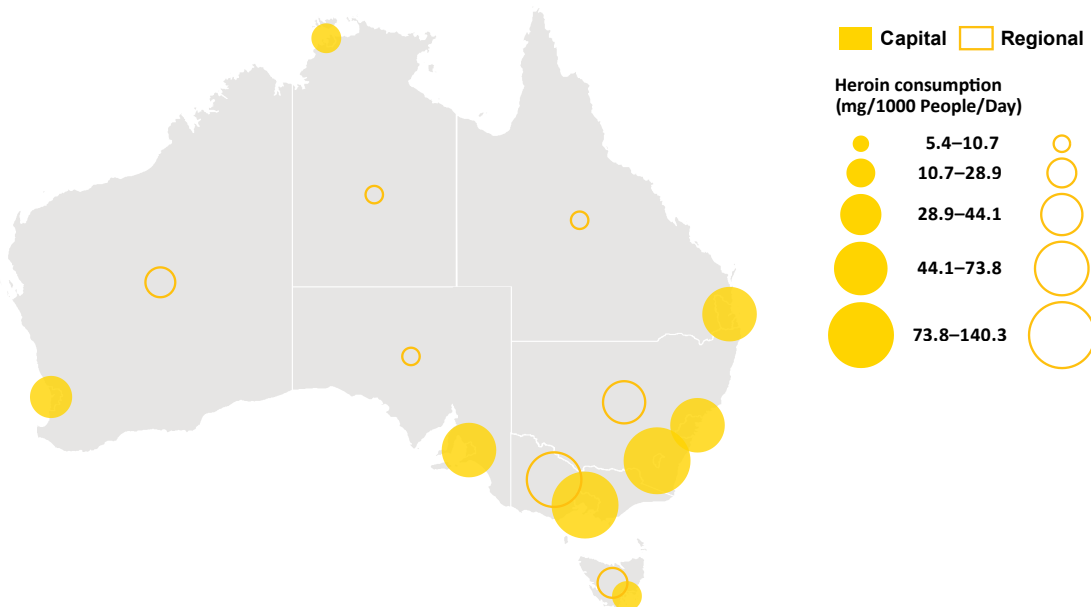 Capital Regional
Heroin consumption
(mg/1000 People/Day)
5.4–10.7
10.7–28.9
28.9–44.1
44.1–73.8
73.8–140.3